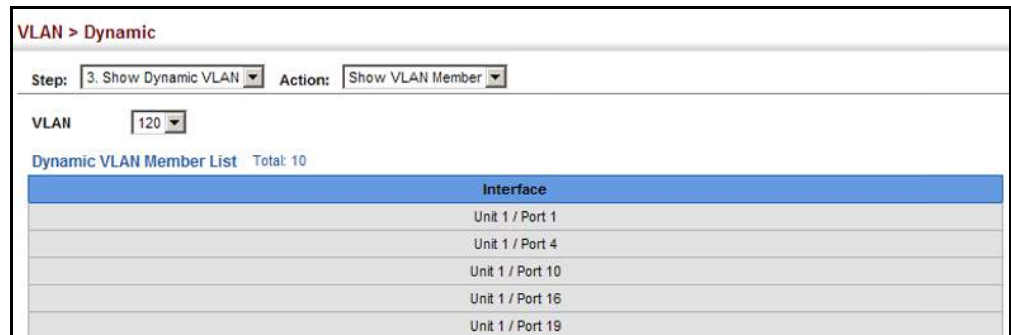 VLAN > Dynamic
Step: 3. Show Dynamic VLAN Action: Show VLAN Member
VLAN 120
Dynamic VLAN Member List Total: 10
Interface
Unit 1 / Port 1
Unit 1 / Port 4
Unit 1 / Port 10
Unit 1 / Port 16
Unit 1 / Port 19